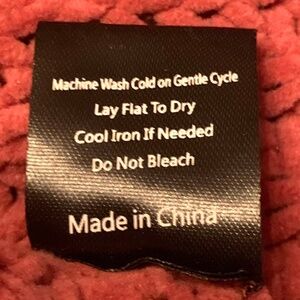 Machine Wash Cold on Gentle Cycle
Lay Flat To Dry
Cool Iron If Needed
Do Not Bleach
Made in China